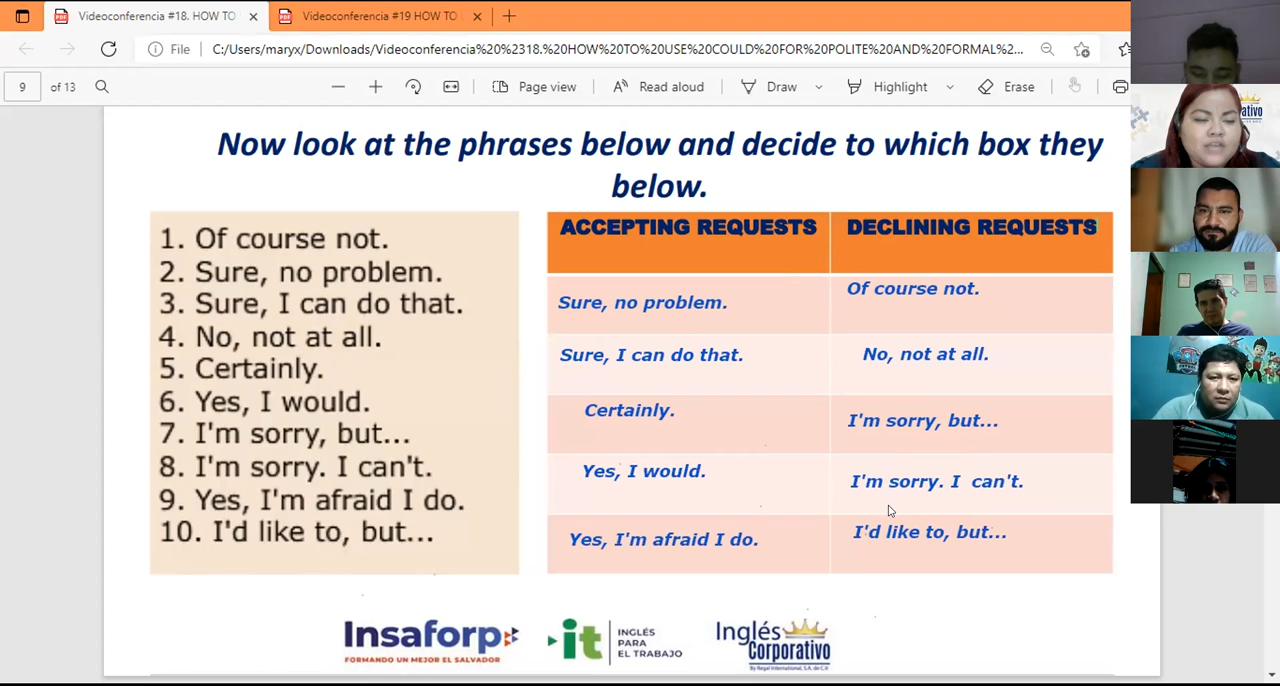 Videoconferencia #18. HOW TO
Videoconferencia #19 HOW TO
File
C:/Users/maryx/Downloads/Videoconferencia%20%2318.%20HOW%20TO%20USE%20COULD%20FOR%20POLITE%20AND%20FORMAL%2...
9
of 13
Page view
Read aloud
Draw
Highlight
Erase
Now look at the phrases below and decide to which box they
below.
1. Of course not.
2. Sure, no problem.
3. Sure, I can do that.
4. No, not at all.
5. Certainly.
6. Yes, I would.
7. I'm sorry, but...
8. I'm sorry. I can't.
9. Yes, I'm afraid I do.
10. I'd like to, but...
ACCEPTING REQUESTS
DECLINING REQUESTS
Sure, no problem.
Of course not.
Sure, I can do that.
No, not at all.
Certainly.
I'm sorry, but...
Yes, I would.
I'm sorry. I can't.
Yes, I'm afraid I do.
I'd like to, but...
Insaforp
FORMANDO UN MEJOR EL SALVADOR
it
INGLÉS
PARA
EL TRABAJO
Inglés
Corporativo
By Regal International, S.A. de C.V.